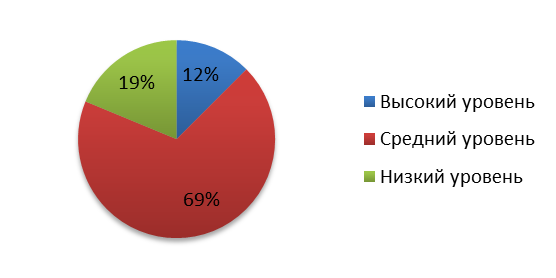 12%
19%
69%
Высокий уровень
Средний уровень
Низкий уровень